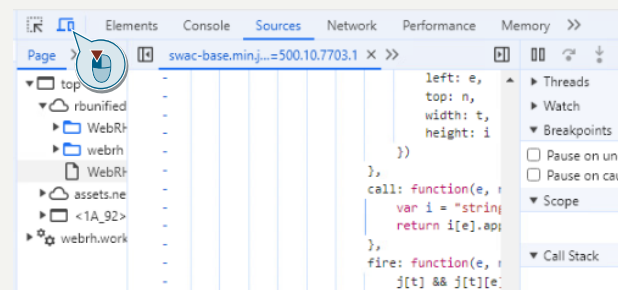 Elements Console Sources Network Performance Memory
Page swac-base.min.j...=500.10.7703.1
top
rbunified
WebRH
webrh
WebRH
assets.ne
<1A_92>
webrh.work
left: e,
top: n,
width: t,
height: i
})
},
call: function(e,
var i = "string
return i[e].app
},
fire: function(e,
j[t] && j[t][e]
Threads
Watch
Breakpoints
Pause on un
Pause on cau
Scope
Call Stack